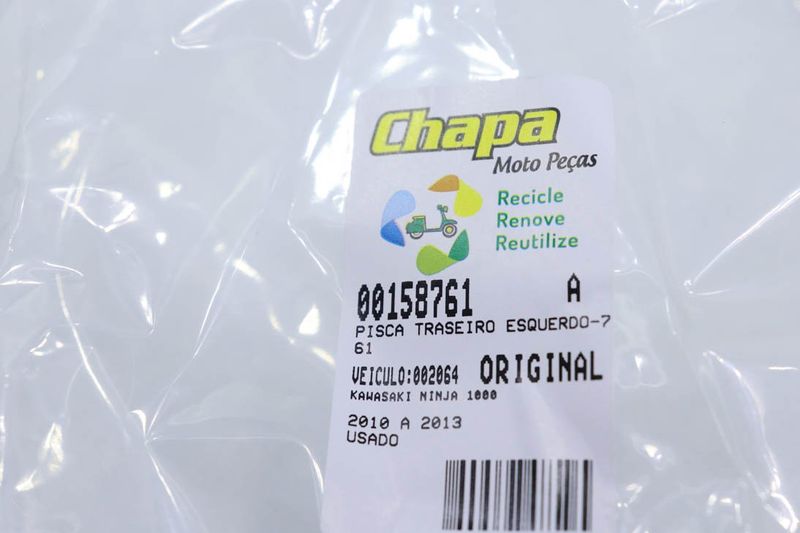 Chapa
Moto Peças
Recicle
Renove
Reutilize
00158761 A
PISCA TRASEIRO ESQUERDO-7
61
VEICULO:002064 ORIGINAL
KAWASAKI NINJA 1000
2010 A 2013
USADO